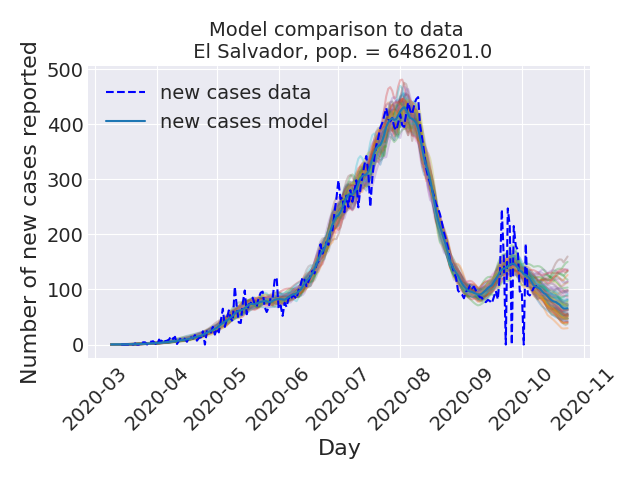 Model comparison to data
El Salvador, pop. = 6486201.0
Number of new cases reported
500
400
300
200
100
0
new cases data
new cases model
2020-03
2020-04
2020-05
2020-06
2020-07
2020-08
2020-09
2020-10
2020-11
Day